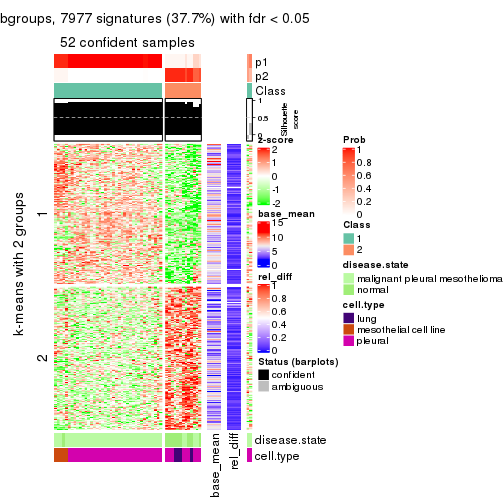 bgroups, 7977 signatures (37.7%) with fdr < 0.05
52 confident samples
p1
p2
Class
1
0.5
0
Silhouette
score
k-means with 2 groups
1
2
z-score
2
1
0
-1
-2
base_mean
15
10
5
0
rel_diff
1
0.8
0.6
0.4
0.2
0
Status (barplots)
confident
ambiguous
Prob
1
0.8
0.6
0.4
0.2
0
Class
1
2
disease.state
malignant pleural mesothelioma
normal
cell.type
lung
mesothelial cell line
pleural
disease.state
cell.type
base_mean
rel_diff